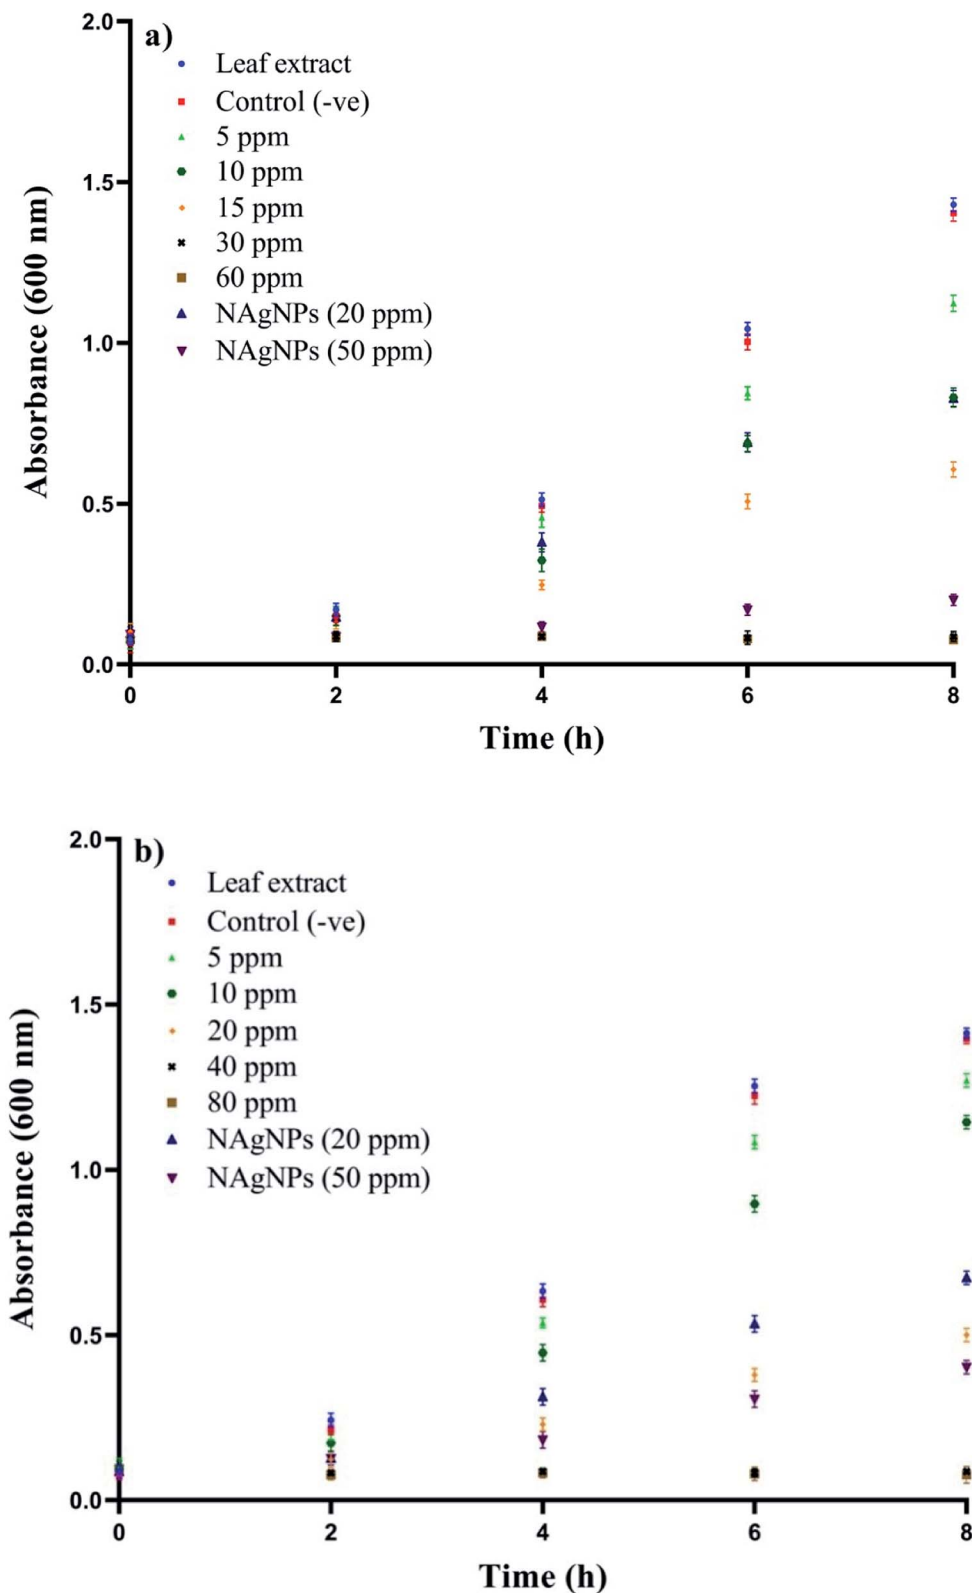 2.0
a)
Leaf extract
Control (-ve)
5 ppm
10 ppm
15 ppm
30 ppm
60 ppm
NAgNPs (20 ppm)
NAgNPs (50 ppm)
1.5
1.0
0.5
0.0
Absorbance (600 nm)
0 2 4 6 8
Time (h)
2.0
b)
Leaf extract
Control (-ve)
5 ppm
10 ppm
20 ppm
40 ppm
80 ppm
NAgNPs (20 ppm)
NAgNPs (50 ppm)
1.5
1.0
0.5
0.0
Absorbance (600 nm)
0 2 4 6 8
Time (h)